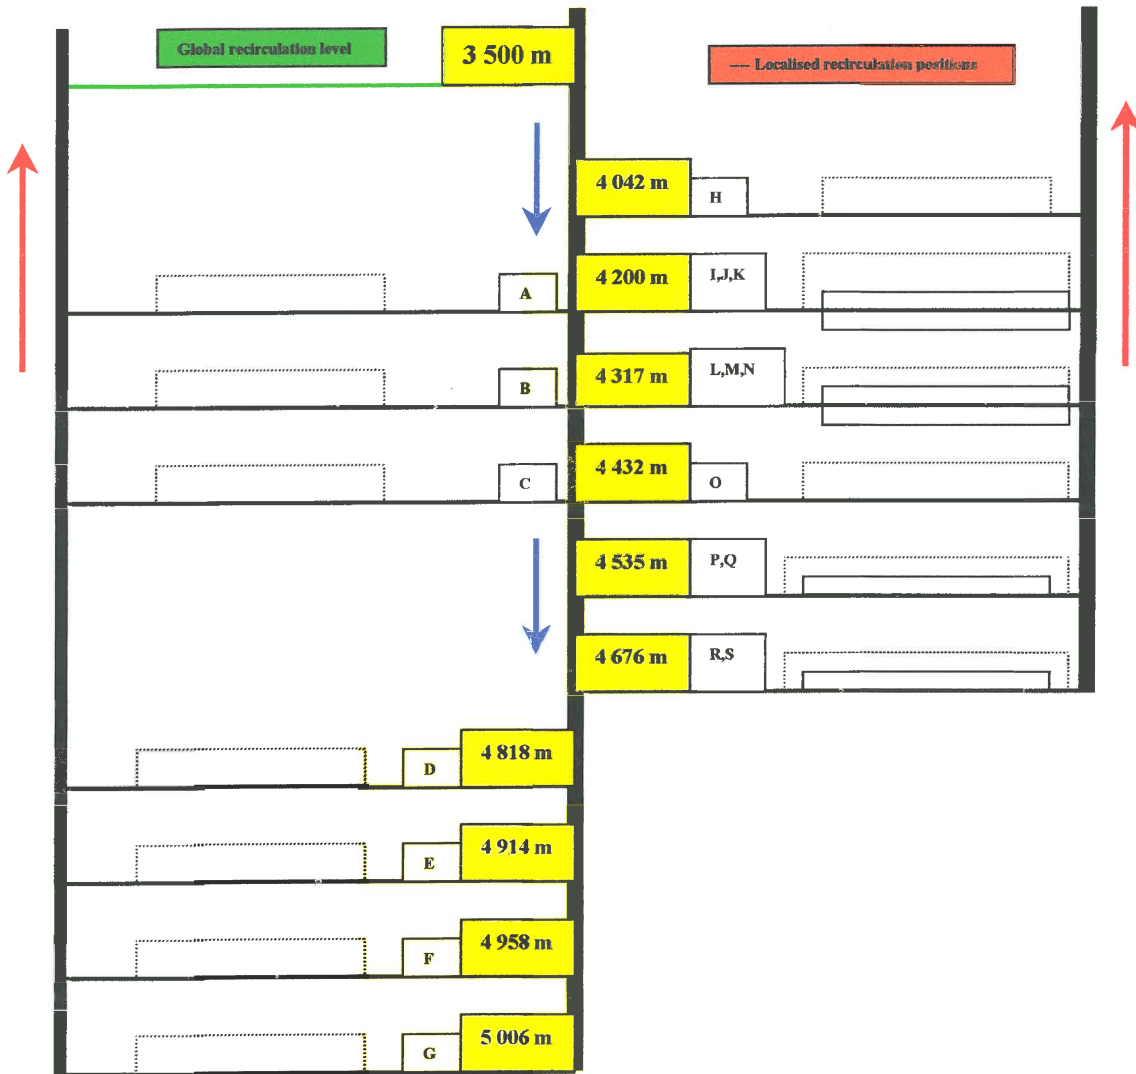 Global recirculation level
3 500 m
---- Localised recirculation positions
4 042 m
H
A
4 200 m
I,J,K
B
4 317 m
L,M,N
C
4 432 m
O
4 535 m
P,Q
4 676 m
R,S
D
4 818 m
E
4 914 m
F
4 958 m
G
5 006 m